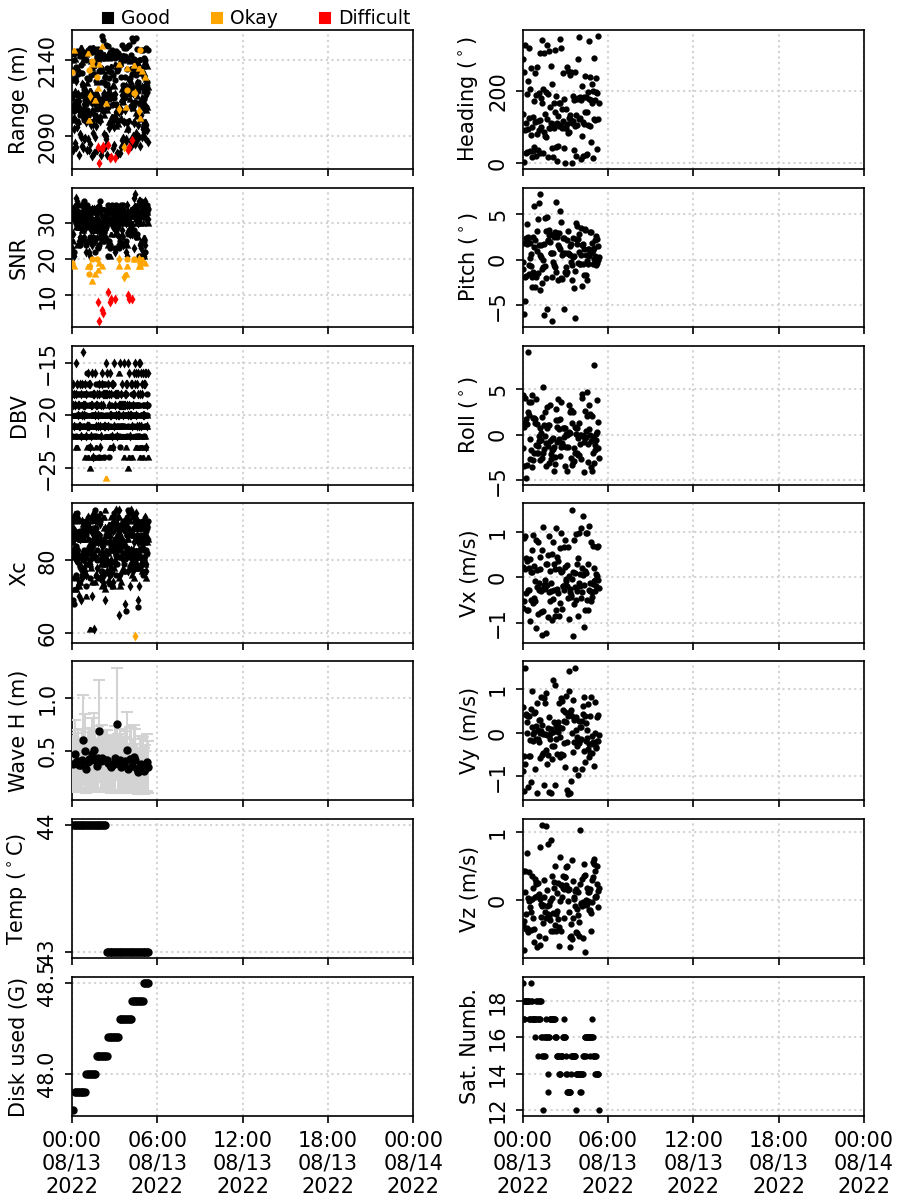 Good Okay Difficult
Range (m) 2140 2090
Heading (°) 200 0
SNR 30 20 10
Pitch (°) 5 0 −5
DBV −15 −20 −25
Roll (°) 5 0 −5
Xc 80 60
Vx (m/s) 1 0 −1
Wave H (m) 1.0 0.5
Vy (m/s) 1 0 −1
Temp (°C) 44 43
Vz (m/s) 1 0
Disk used (G) 48.5 48.0
Sat. Numb. 18 16 14 12
00:00 06:00 12:00 18:00 00:00 00:00 06:00 12:00 18:00 00:00
08/13 08/13 08/13 08/13 08/14 08/13 08/13 08/13 08/13 08/14
2022 2022 2022 2022 2022 2022 2022 2022 2022 2022